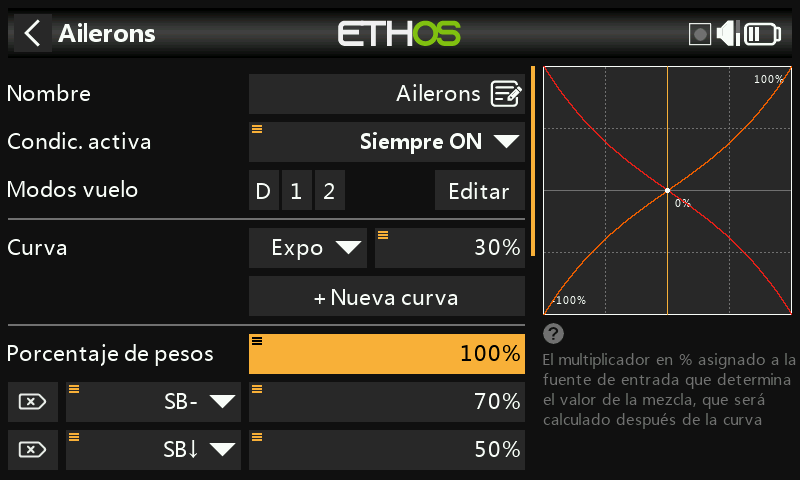 Ailerons
ETHOS
Nombre
Ailerons
Condic. activa
Siempre ON
Modos vuelo
D 1 2
Editar
Curva
Expo
30%
+ Nueva curva
Porcentaje de pesos
100%
SB-
70%
SB↓
50%
100%
0%
-100%
?
El multiplicador en % asignado a la
fuente de entrada que determina
el valor de la mezcla, que será
calculado después de la curva